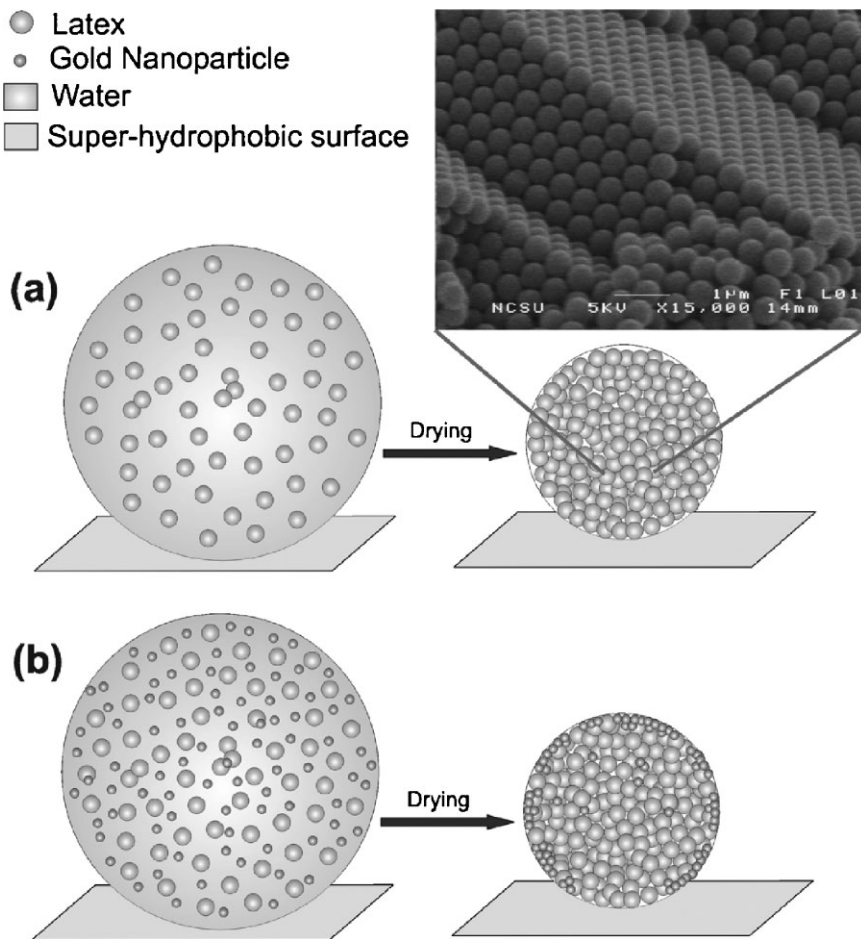 Latex
Gold Nanoparticle
Water
Super-hydrophobic surface
1μm F1 L01
NCSU 5KV X15,000 14mm
(a)
Drying
(b)
Drying